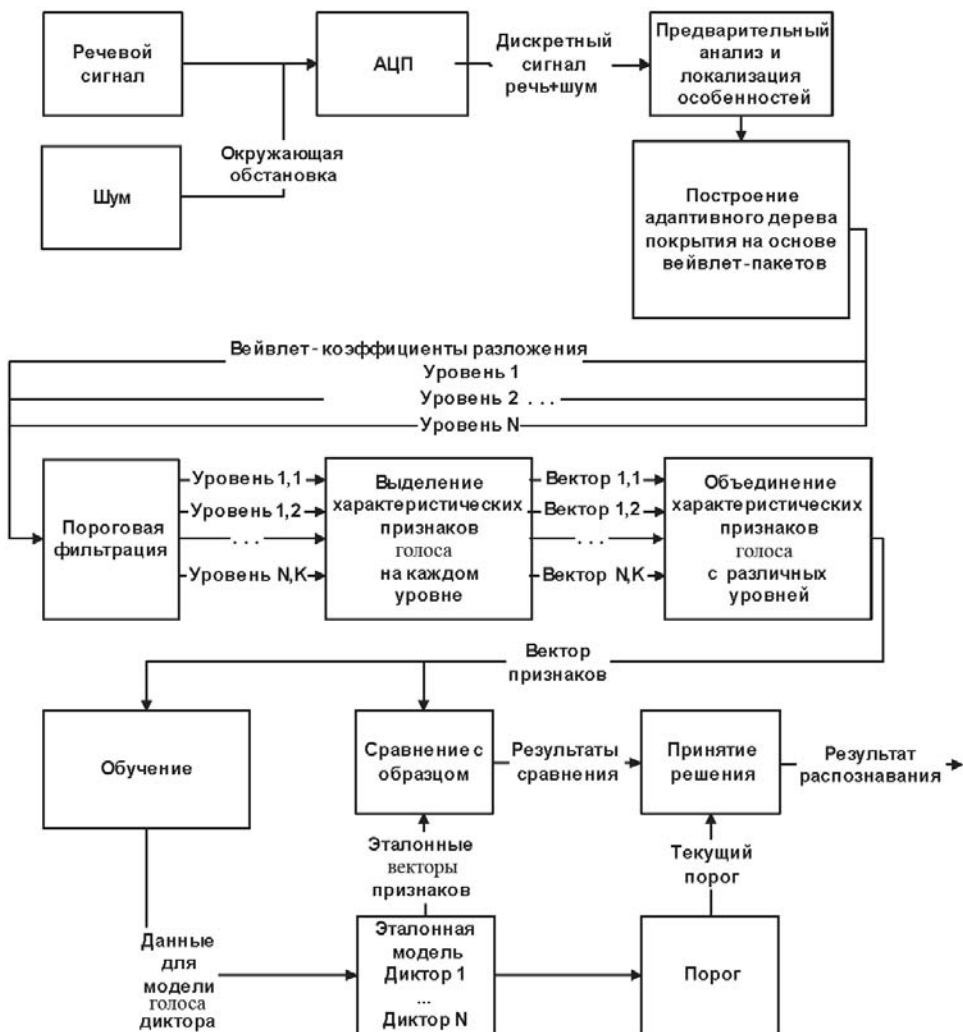 Речевой
сигнал
АЦП
Дискретный
сигнал
речь+шум
Предварительный
анализ и
локализация
особенностей
Шум
Окружающая
обстановка
Построение
адаптивного дерева
покрытия на основе
вейвлет-пакетов
Вейвлет-коэффициенты разложения
Уровень 1
Уровень 2 ...
Уровень N
Пороговая
фильтрация
Уровень 1,1
Уровень 1,2
...
Уровень N,K
Выделение
характеристических
признаков
голоса
на каждом
уровне
Вектор 1,1
Вектор 1,2
...
Вектор N,K
Объединение
характеристических
признаков
голоса
с различных
уровней
Вектор
признаков
Обучение
Сравнение с
образцом
Результаты
сравнения
Принятие
решения
Результат
распознавания
Эталонные
векторы
признаков
Текущий
порог
Данные
для
модели
голоса
диктора
Эталонная
модель
Диктор 1
...
Диктор N
Порог